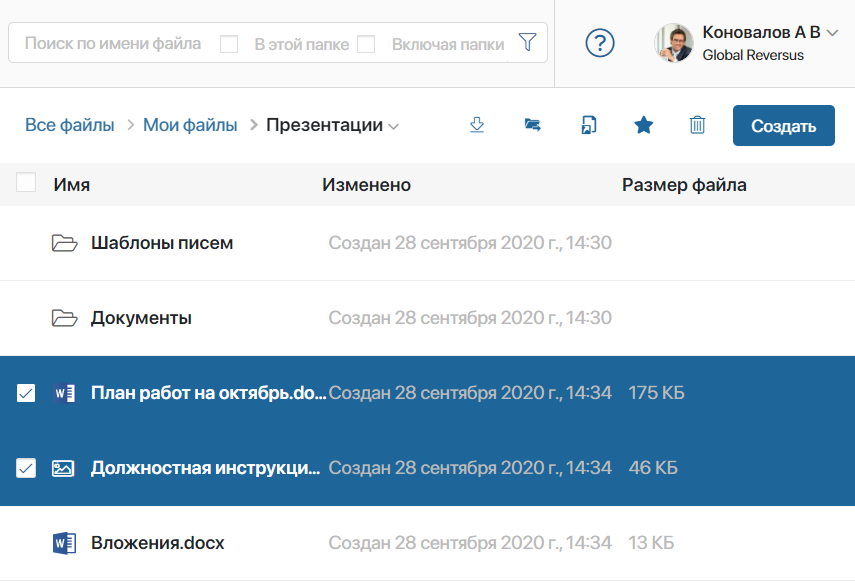 Поиск по имени файла В этой папке Включая папки ? Коновалов А В
Global Reversus
Все файлы > Мои файлы > Презентации Создать
Имя Изменено Размер файла
Шаблоны писем Создан 28 сентября 2020 г., 14:30
Документы Создан 28 сентября 2020 г., 14:30
W План работ на октябрь.do... Создан 28 сентября 2020 г., 14:34 175 КБ
Должностная инструкци... Создан 28 сентября 2020 г., 14:34 46 КБ
W Вложения.docx Создан 28 сентября 2020 г., 14:34 13 КБ